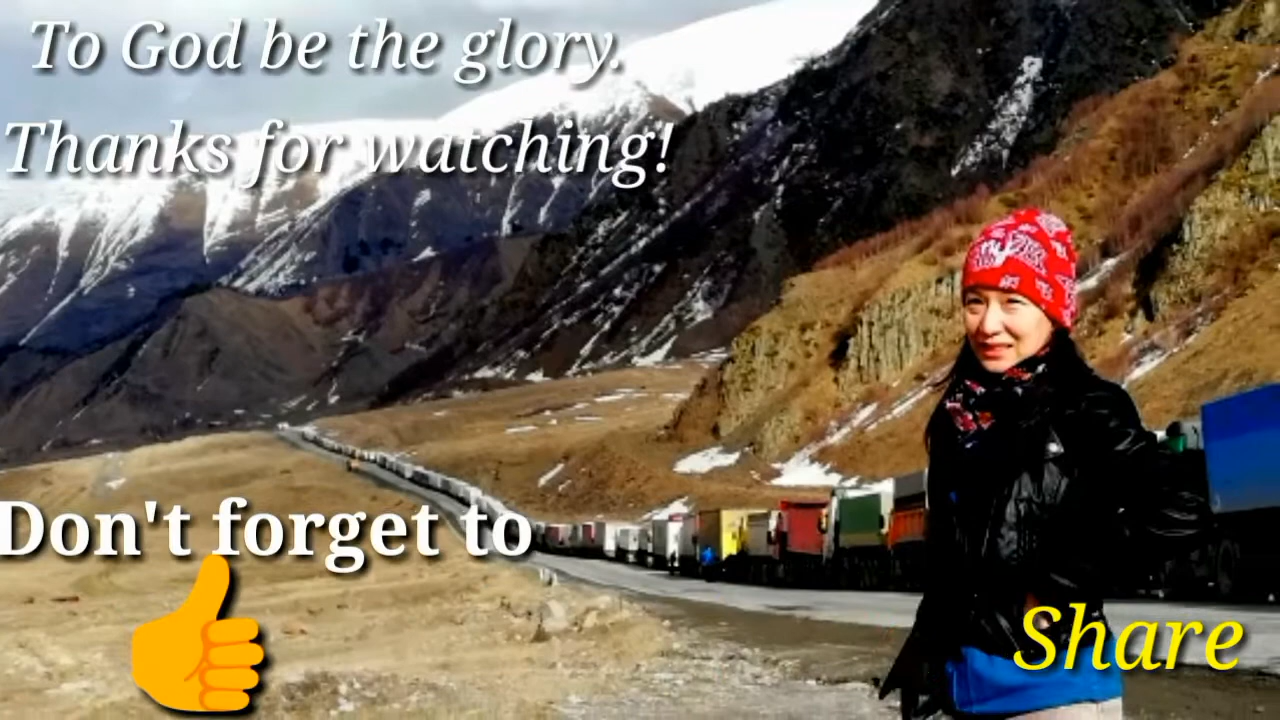 To God be the glory.
Thanks for watching!
Don't forget to
Share